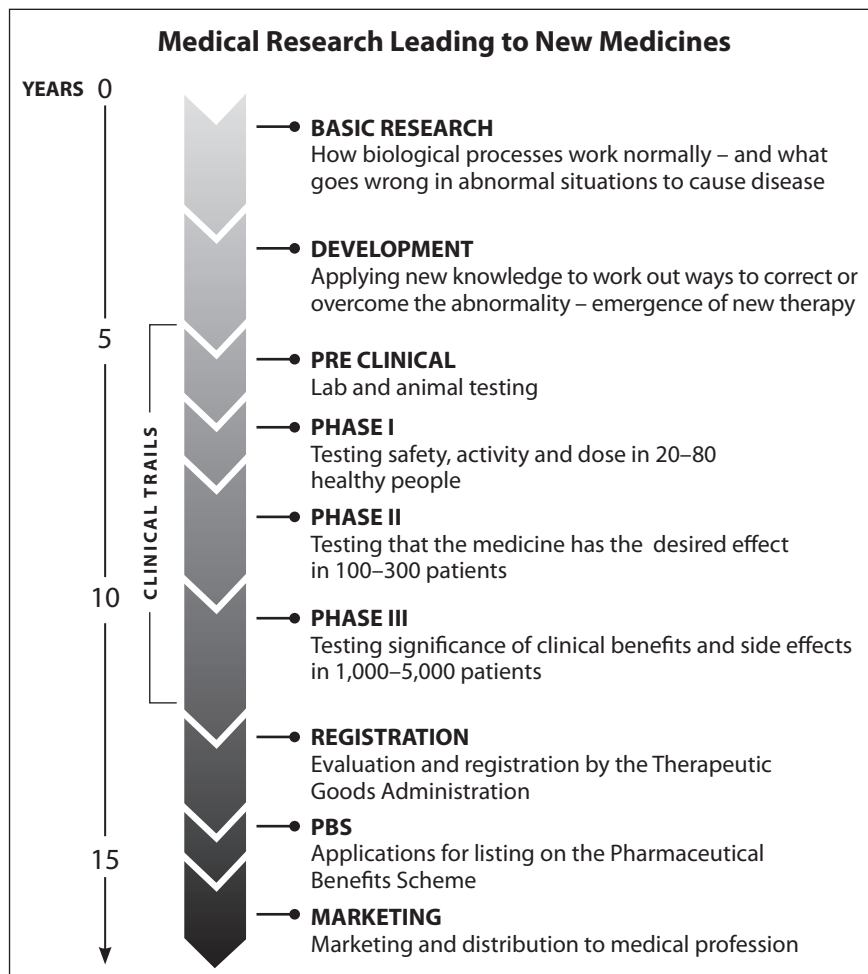 Medical Research Leading to New Medicines
YEARS 0
BASIC RESEARCH
How biological processes work normally – and what
goes wrong in abnormal situations to cause disease
DEVELOPMENT
Applying new knowledge to work out ways to correct or
overcome the abnormality – emergence of new therapy
5
CLINICAL TRAILS
PRE CLINICAL
Lab and animal testing
PHASE I
Testing safety, activity and dose in 20–80
healthy people
PHASE II
Testing that the medicine has the desired effect
in 100–300 patients
10
PHASE III
Testing significance of clinical benefits and side effects
in 1,000–5,000 patients
REGISTRATION
Evaluation and registration by the Therapeutic
Goods Administration
PBS
15
Applications for listing on the Pharmaceutical
Benefits Scheme
MARKETING
Marketing and distribution to medical profession